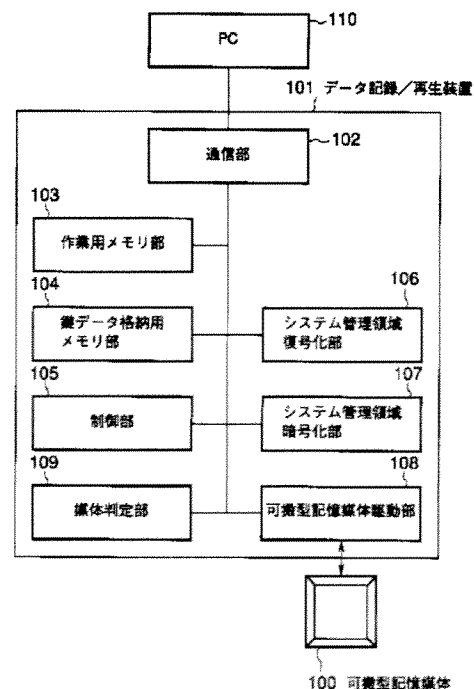 110
PC
101 データ記録／再生装置
102
通信部
103
作業用メモリ部
104
鍵データ格納用
メモリ部
106
システム管理領域
復号化部
105
制御部
107
システム管理領域
暗号化部
109
媒体判定部
108
可搬型記憶媒体駆動部
100 可搬型記憶媒体